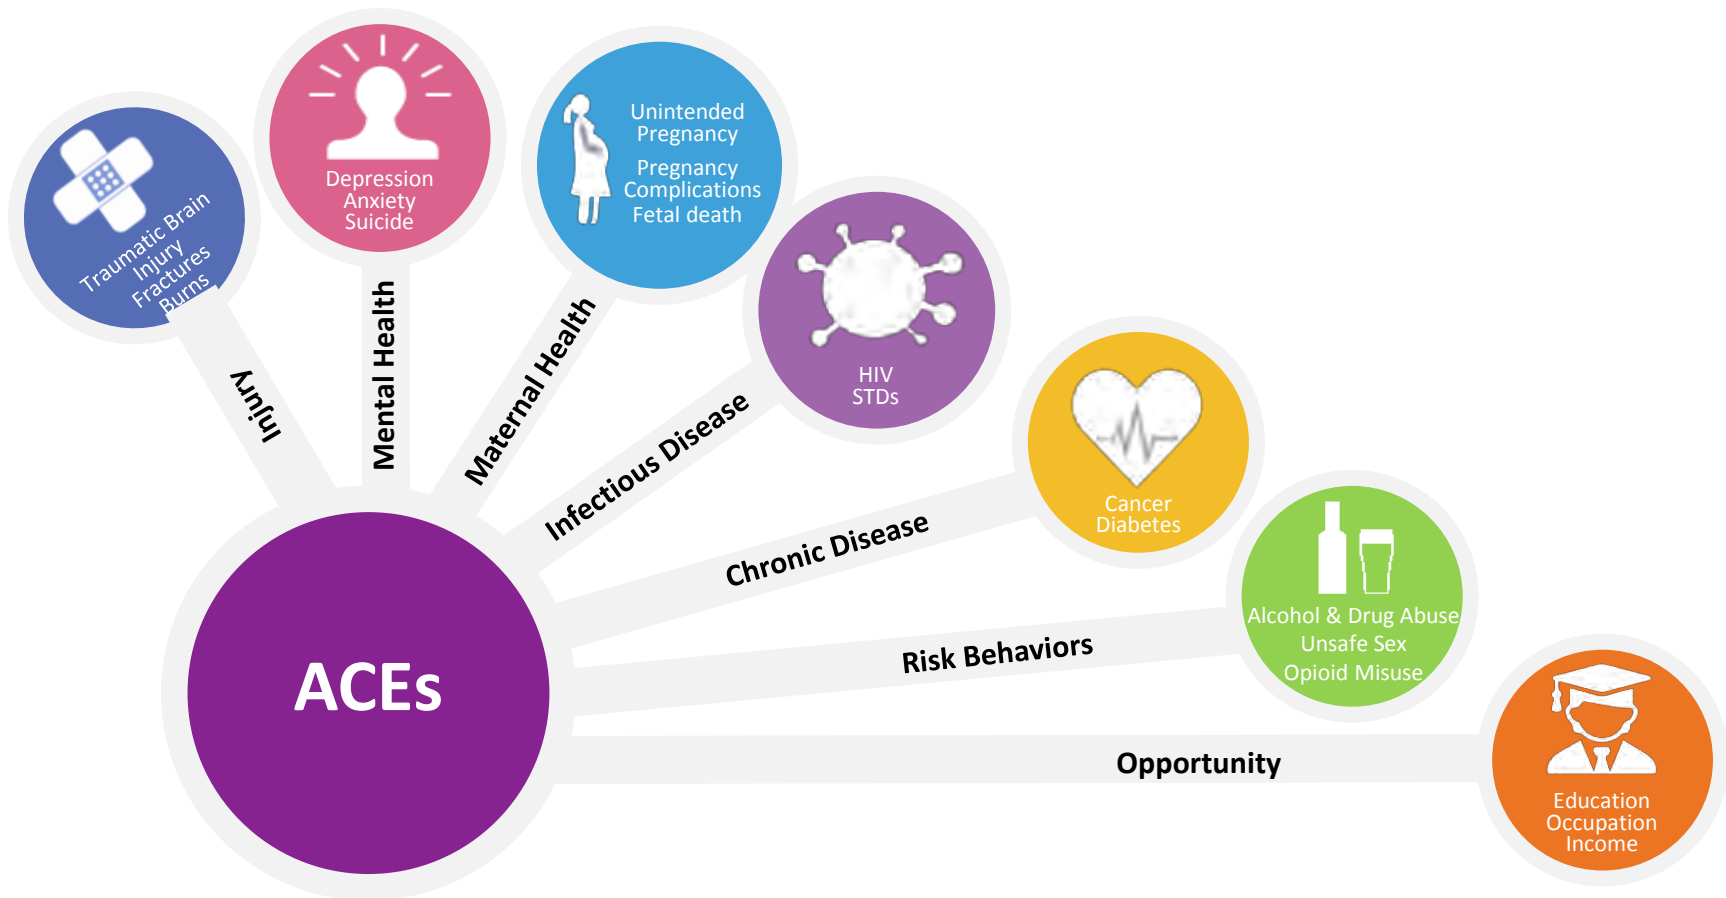 Traumatic Brain
Injury
Fractures
Burns
Injury
Depression
Anxiety
Suicide
Mental Health
Unintended
Pregnancy
Pregnancy
Complications
Fetal death
Maternal Health
HIV
STDs
Infectious Disease
Cancer
Diabetes
Chronic Disease
Alcohol & Drug Abuse
Unsafe Sex
Opioid Misuse
Risk Behaviors
Education
Occupation
Income
Opportunity
ACEs